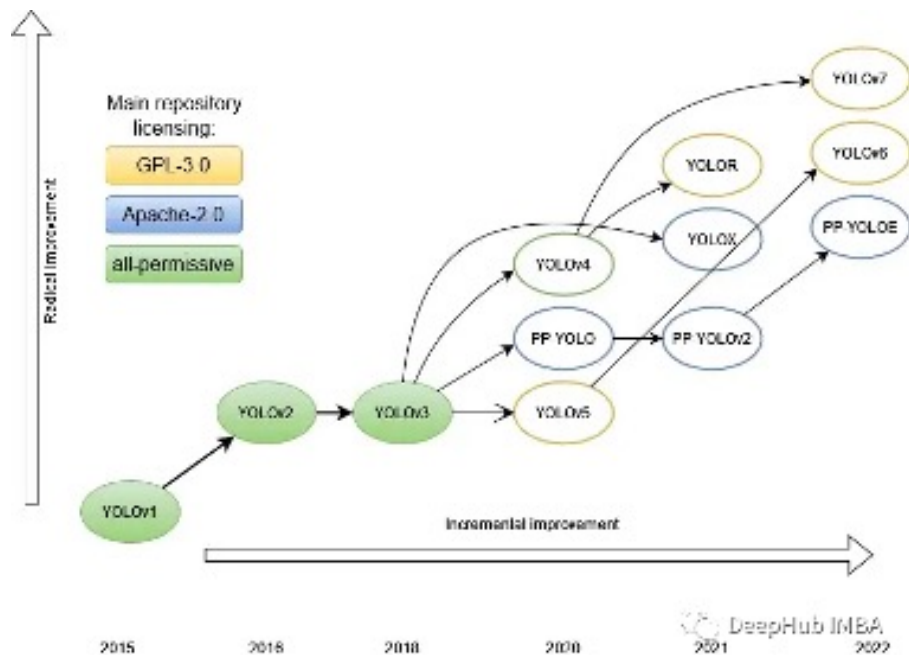 Main repository
licensing:
GPL-3.0
Apache-2.0
all-permissive
Radical improvement
YOLOv7
YOLOv6
YOLOR
YOLOX
PP-YOLOE
YOLOv4
PP-YOLO
PP-YOLOv2
YOLOv2
YOLOv3
YOLOv5
YOLOv1
Incremental improvement
DeepHub IMBA
2015 2016 2018 2020 2021 2022